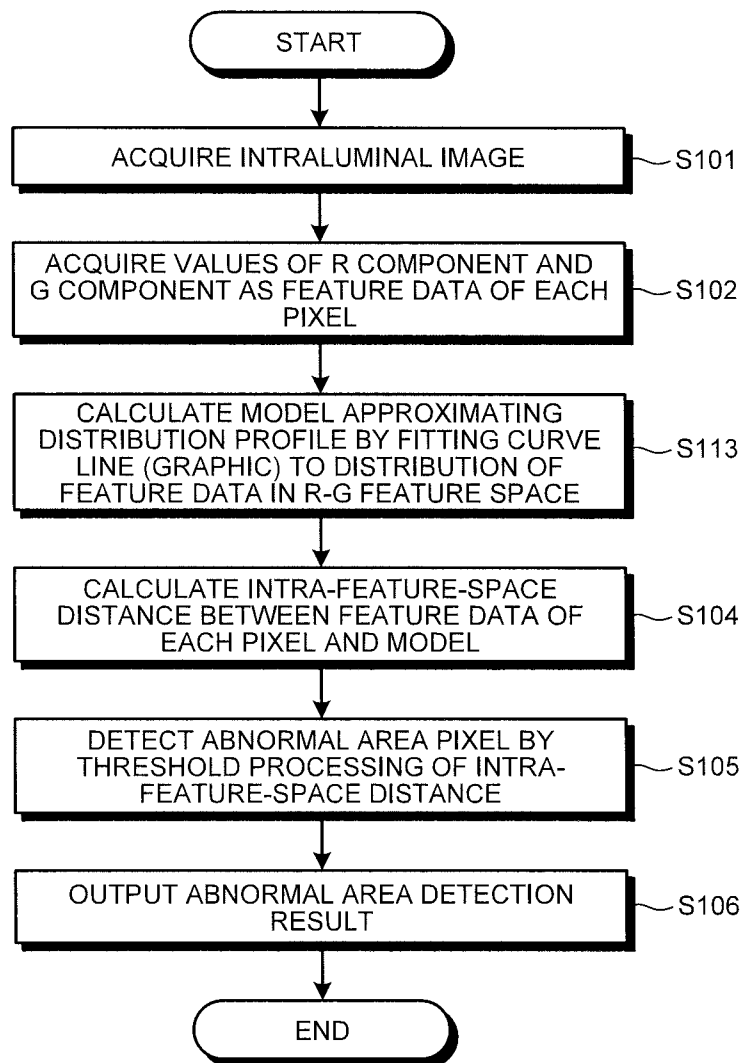 START
ACQUIRE INTRALUMINAL IMAGE
S101
ACQUIRE VALUES OF R COMPONENT AND
G COMPONENT AS FEATURE DATA OF EACH
PIXEL
S102
CALCULATE MODEL APPROXIMATING
DISTRIBUTION PROFILE BY FITTING CURVE
LINE (GRAPHIC) TO DISTRIBUTION OF
FEATURE DATA IN R-G FEATURE SPACE
S113
CALCULATE INTRA-FEATURE-SPACE
DISTANCE BETWEEN FEATURE DATA OF
EACH PIXEL AND MODEL
S104
DETECT ABNORMAL AREA PIXEL BY
THRESHOLD PROCESSING OF INTRA-
FEATURE-SPACE DISTANCE
S105
OUTPUT ABNORMAL AREA DETECTION
RESULT
S106
END